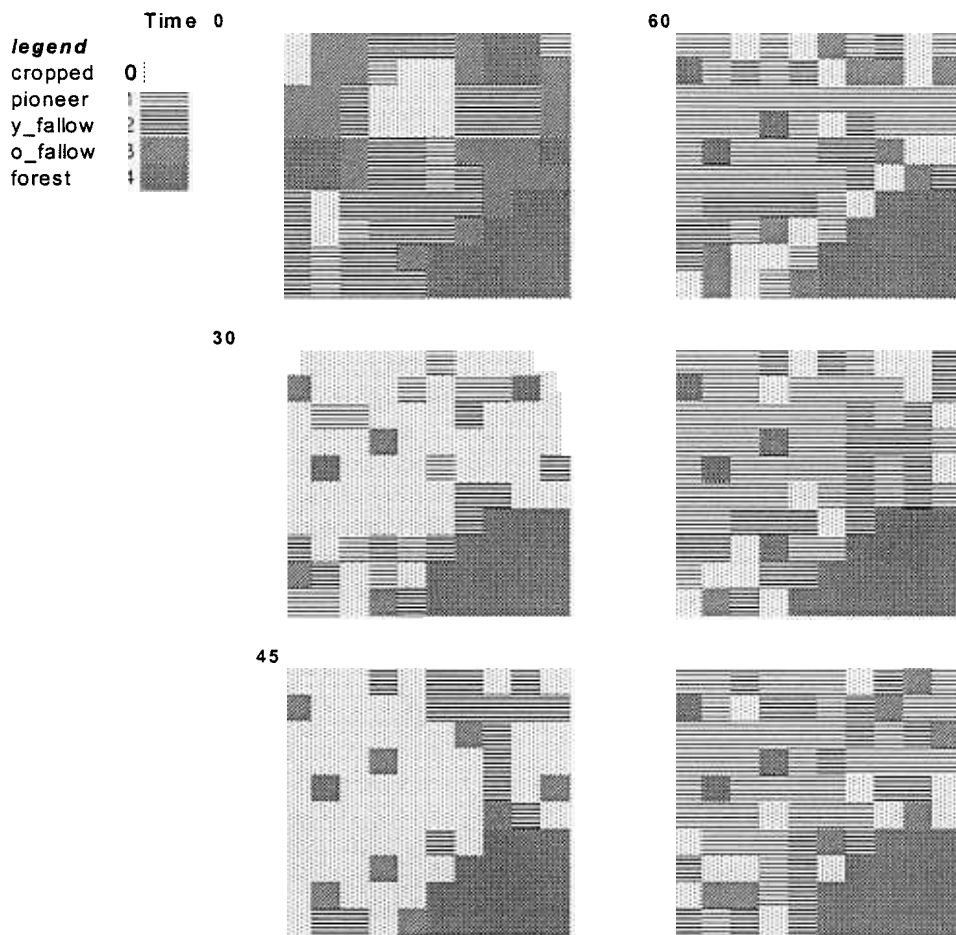 Time 0
60
legend
cropped 0
pioneer 1
y_fallow 2
o_fallow 3
forest 4
30
45